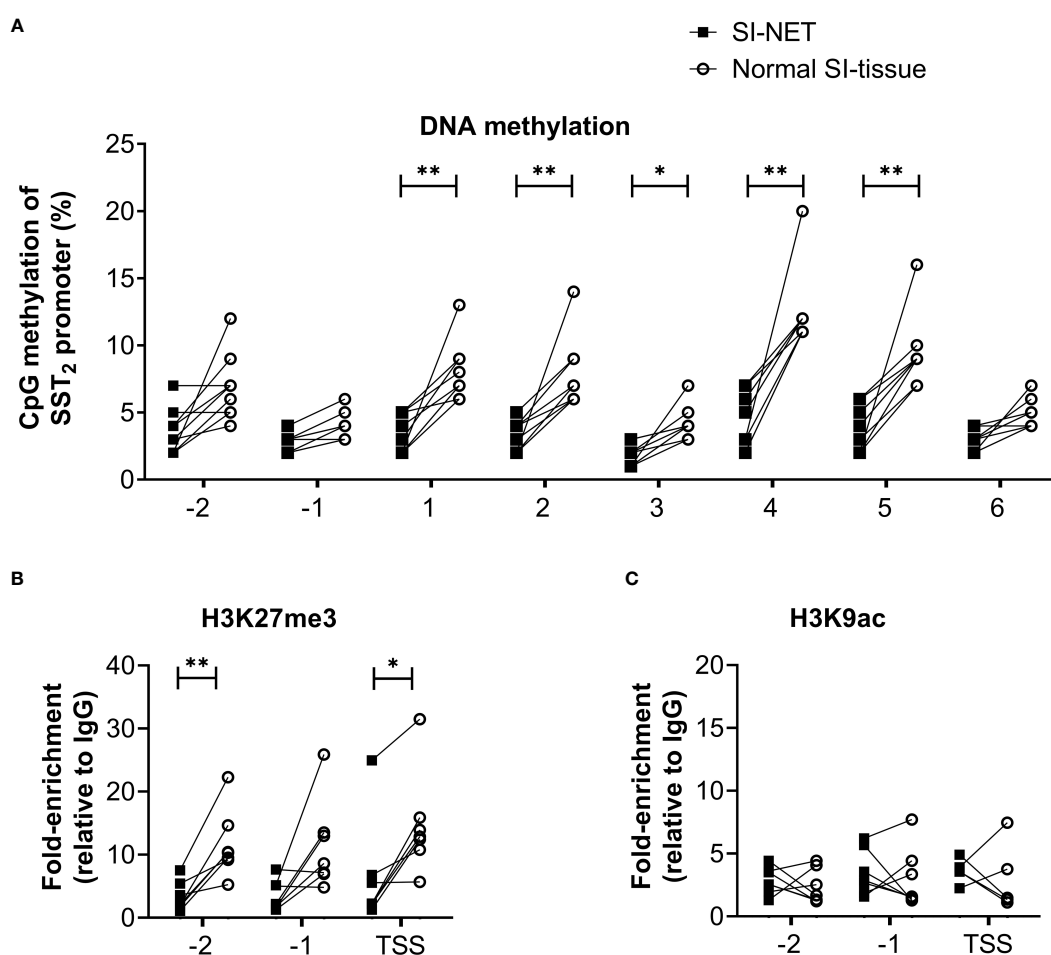 A
SI-NET
Normal SI-tissue
DNA methylation
CpG methylation of
SST2 promoter (%)
25
20
15
10
5
0
** ** * ** **
-2 -1 1 2 3 4 5 6
B
H3K27me3
Fold-enrichment
(relative to IgG)
40
30
20
10
0
** *
-2 -1 TSS
C
H3K9ac
Fold-enrichment
(relative to IgG)
20
15
10
5
0
-2 -1 TSS